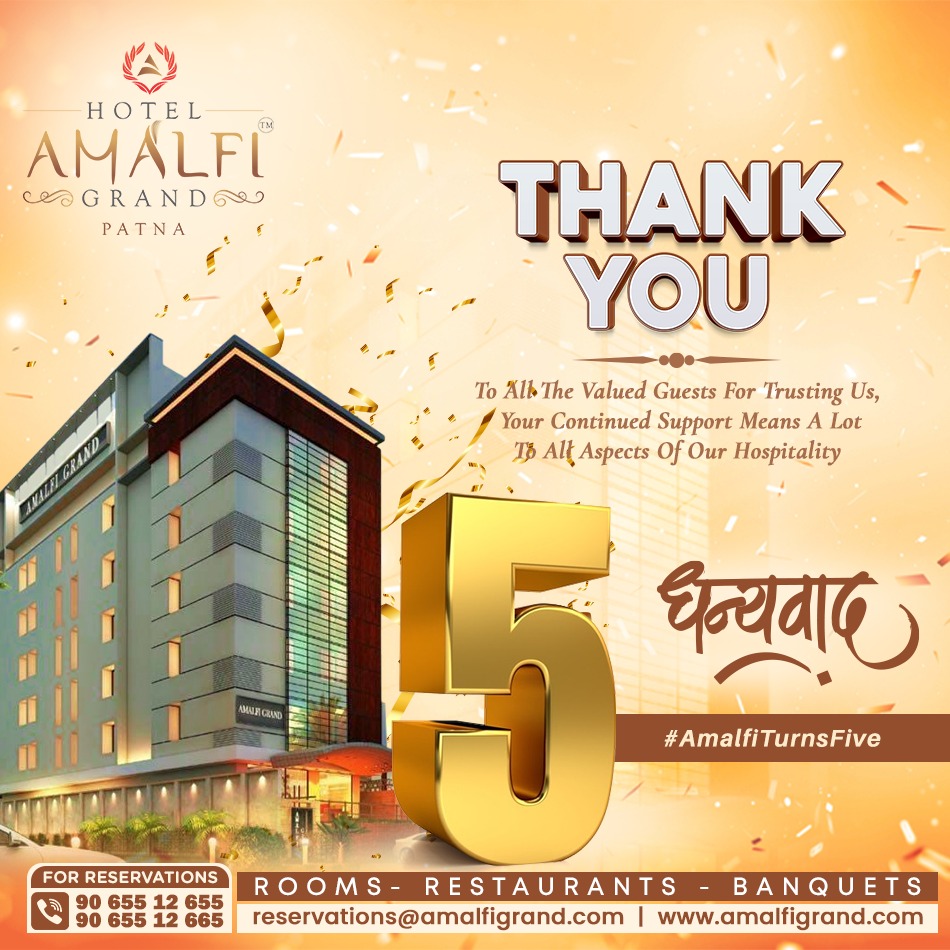 HOTEL
AMALFI TM
GRAND
PATNA
THANK
YOU
To All The Valued Guests For Trusting Us,
Your Continued Support Means A Lot
To All Aspects Of Our Hospitality
AMALFI GRAND
AMALFI GRAND
5
धन्यवाद
#AmalfiTurnsFive
FOR RESERVATIONS
90 655 12 655
90 655 12 665
ROOMS- RESTAURANTS - BANQUETS
reservations@amalfigrand.com | www.amalfigrand.com